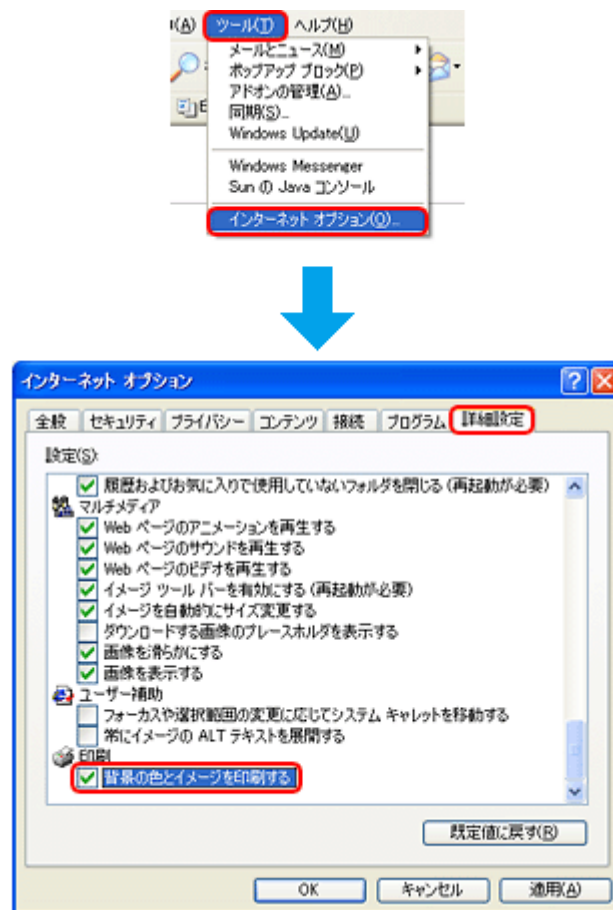 (A) ツール(T) ヘルプ(H)
メールとニュース(M)
ポップアップ ブロック(P)
アドオンの管理(A)...
同期(S)...
Windows Update(U)
Windows Messenger
Sun の Java コンソール
インターネット オプション(O)...
インターネット オプション
全般 セキュリティ プライバシー コンテンツ 接続 プログラム 詳細設定
設定(S):
履歴およびお気に入りで使用していないフォルダを閉じる (再起動が必要)
マルチメディア
Web ページのアニメーションを再生する
Web ページのサウンドを再生する
Web ページのビデオを再生する
イメージ ツール バーを有効にする (再起動が必要)
イメージを自動的にサイズ変更する
ダウンロードする画像のプレースホルダを表示する
画像を滑らかにする
画像を表示する
ユーザー補助
フォーカスや選択範囲の変更に応じてシステム キャレットを移動する
常にイメージの ALT テキストを展開する
印刷
背景の色とイメージを印刷する
既定値に戻す(R)
OK キャンセル 適用(A)